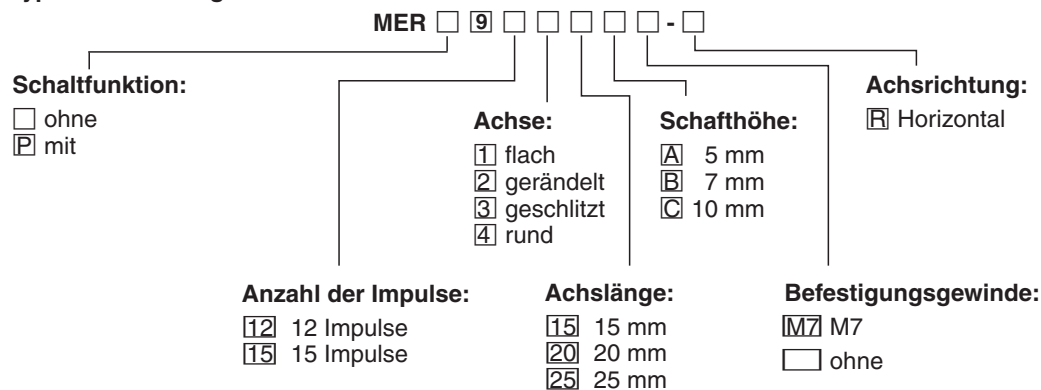 MER □ 9 □ □ □ □ □ - □
Schaltfunktion:
□ ohne
P mit
Achse:
1 flach
2 gerändelt
3 geschlitzt
4 rund
Schafthöhe:
A 5 mm
B 7 mm
C 10 mm
Achsrichtung:
R Horizontal
Anzahl der Impulse:
12 12 Impulse
15 15 Impulse
Achslänge:
15 15 mm
20 20 mm
25 25 mm
Befestigungsgewinde:
M7 M7
□ ohne